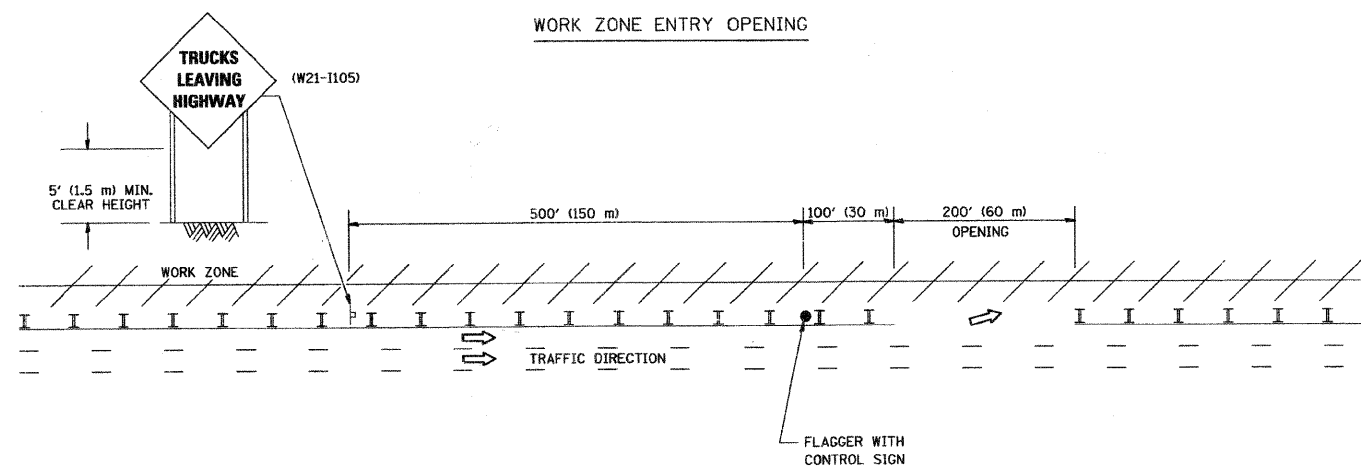 WORK ZONE ENTRY OPENING
TRUCKS
LEAVING
HIGHWAY
(W21-I105)
5' (1.5 m) MIN.
CLEAR HEIGHT
500' (150 m)
100' (30 m)
200' (60 m)
OPENING
WORK ZONE
TRAFFIC DIRECTION
FLAGGER WITH
CONTROL SIGN